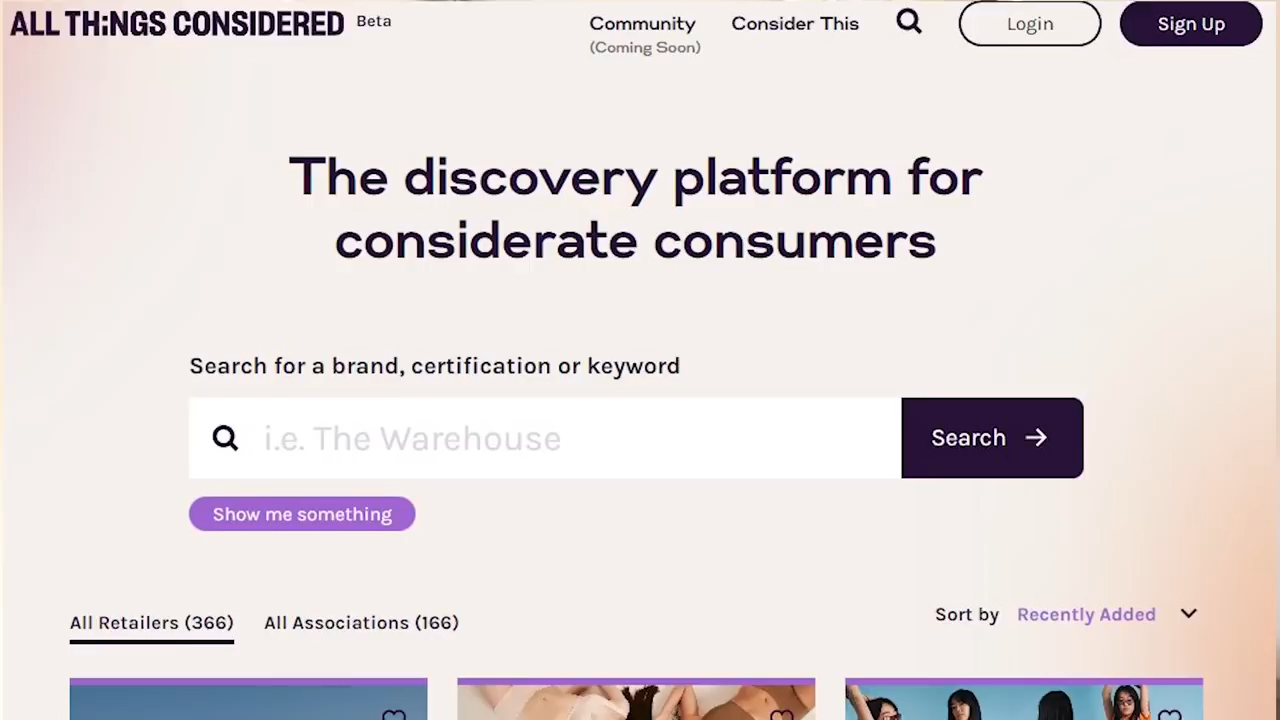 ALL TH:NGS CONSIDERED Beta
Community
(Coming Soon)
Consider This
Login
Sign Up
The discovery platform for
considerate consumers
Search for a brand, certification or keyword
i.e. The Warehouse
Search →
Show me something
All Retailers (366)
All Associations (166)
Sort by Recently Added